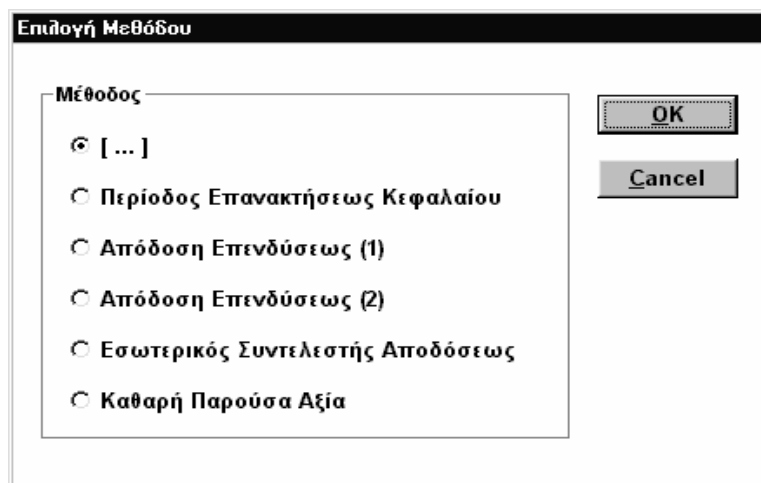 Επιλογή Μεθόδου
Μέθοδος
[ ... ]
Περίοδος Επανακτήσεως Κεφαλαίου
Απόδοση Επενδύσεως (1)
Απόδοση Επενδύσεως (2)
Εσωτερικός Συντελεστής Αποδόσεως
Καθαρή Παρούσα Αξία
OK
Cancel